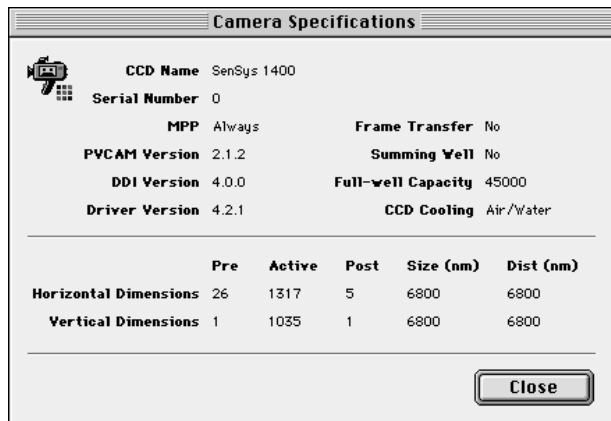 Camera Specifications
CCD Name SenSys 1400
Serial Number 0
MPP Always Frame Transfer No
PVCAM Version 2.1.2 Summing Well No
DDI Version 4.0.0 Full-well Capacity 45000
Driver Version 4.2.1 CCD Cooling Air/Water
Pre Active Post Size (nm) Dist (nm)
Horizontal Dimensions 26 1317 5 6800 6800
Vertical Dimensions 1 1035 1 6800 6800
Close